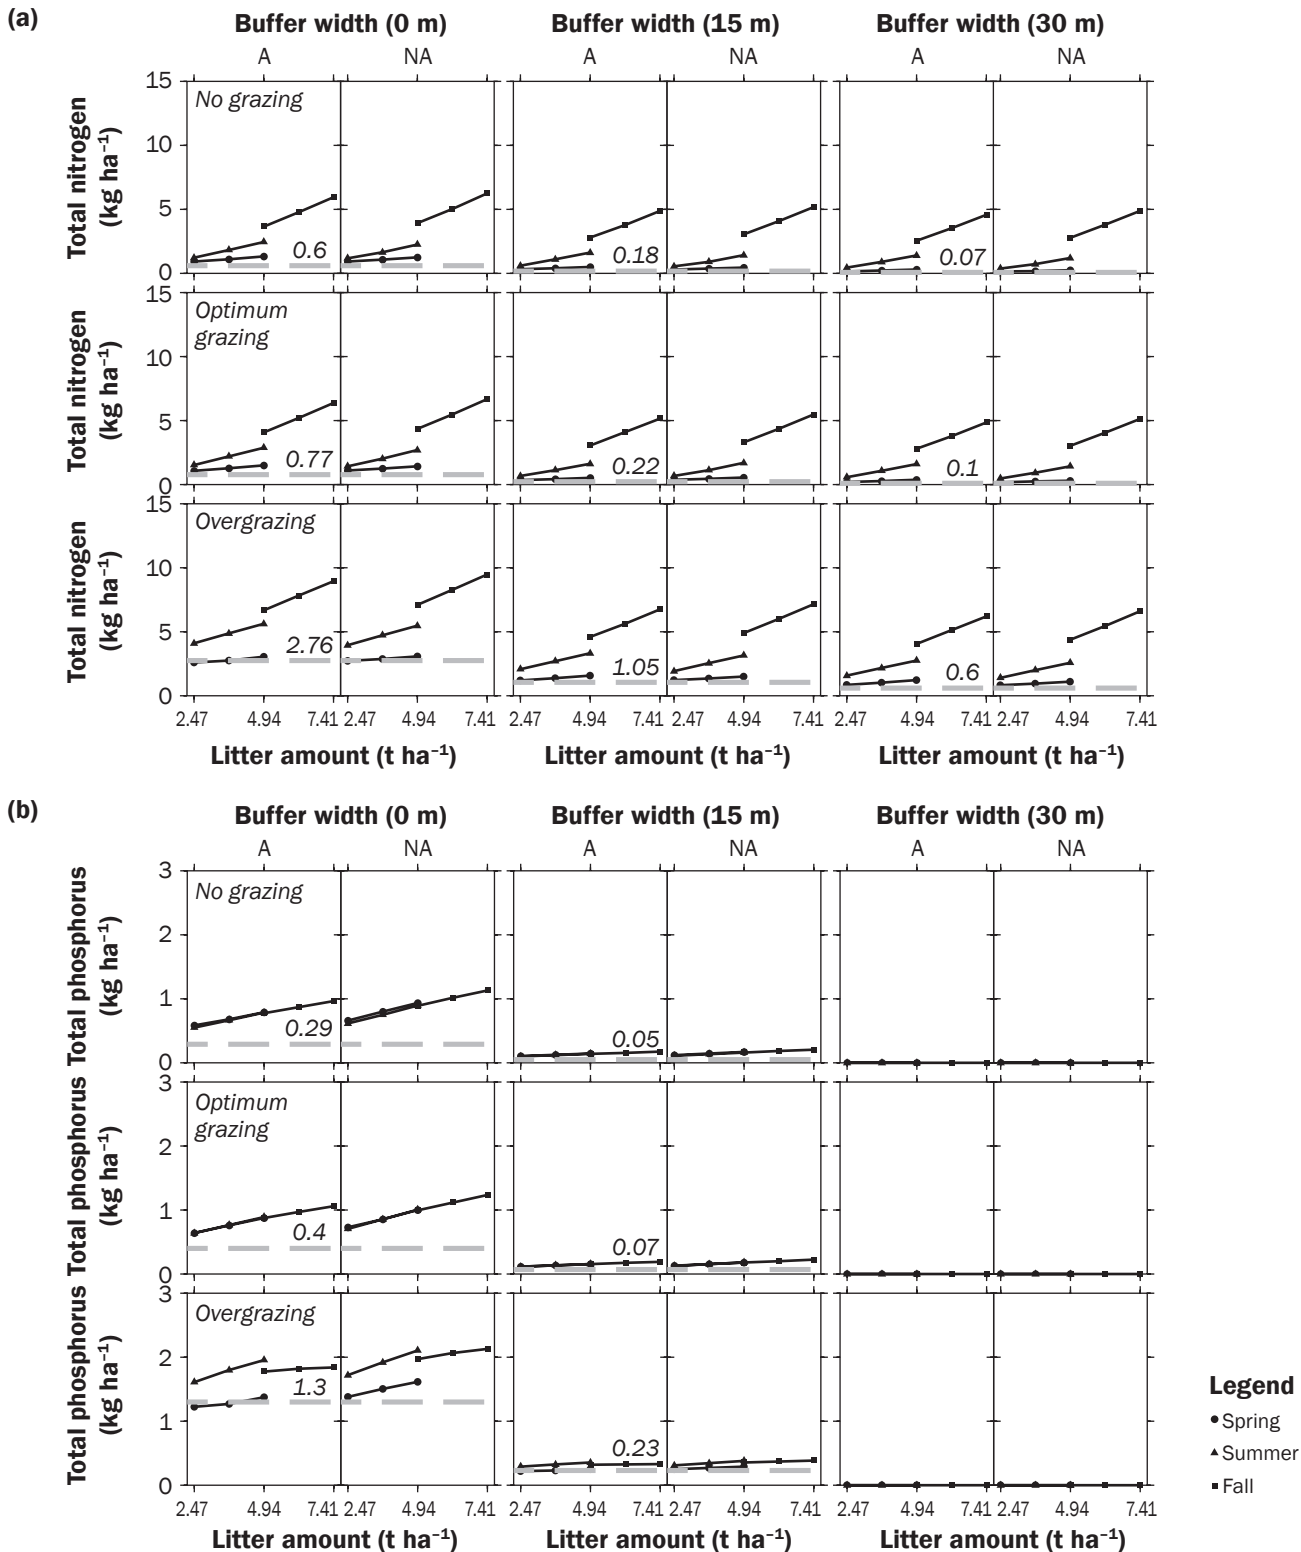 (a)
Buffer width (0 m) Buffer width (15 m) Buffer width (30 m)
A NA A NA A NA
Total nitrogen
(kg ha⁻¹)
15
10
5
0
No grazing
0.6 0.18 0.07
Total nitrogen
(kg ha⁻¹)
15
10
5
0
Optimum
grazing
0.77 0.22 0.1
Total nitrogen
(kg ha⁻¹)
15
10
5
0
Overgrazing
2.76 1.05 0.6
2.47 4.94 7.41 2.47 4.94 7.41 2.47 4.94 7.41 2.47 4.94 7.41 2.47 4.94 7.41 2.47 4.94 7.41
Litter amount (t ha⁻¹) Litter amount (t ha⁻¹) Litter amount (t ha⁻¹)
(b)
Buffer width (0 m) Buffer width (15 m) Buffer width (30 m)
A NA A NA A NA
Total phosphorus
(kg ha⁻¹)
3
2
1
0
No grazing
0.29 0.05
Total phosphorus
(kg ha⁻¹)
3
2
1
0
Optimum
grazing
0.4 0.07
Total phosphorus
(kg ha⁻¹)
3
2
1
0
Overgrazing
1.3 0.23
2.47 4.94 7.41 2.47 4.94 7.41 2.47 4.94 7.41 2.47 4.94 7.41 2.47 4.94 7.41 2.47 4.94 7.41
Litter amount (t ha⁻¹) Litter amount (t ha⁻¹) Litter amount (t ha⁻¹)
Legend
Spring
Summer
Fall